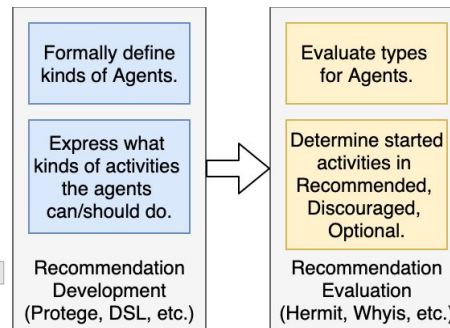 Formally define
kinds of Agents.
Express what
kinds of activities
the agents
can/should do.
Recommendation
Development
(Protege, DSL, etc.)
Evaluate types
for Agents.
Determine started
activities in
Recommended,
Discouraged,
Optional.
Recommendation
Evaluation
(Hermit, Whyis, etc.)